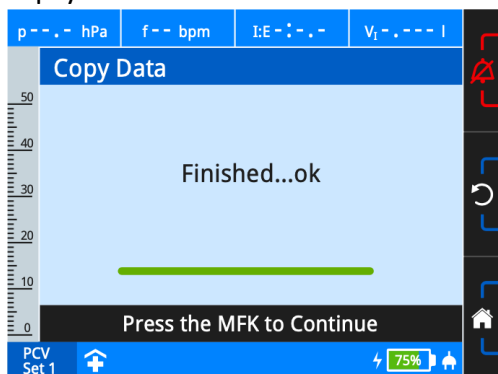 p--.- hPa f-- bpm I:E-:-.- VI-.--- l
Copy Data
50
40
Finished...ok
30
20
10
0
Press the MFK to Continue
PCV
Set 1
75%